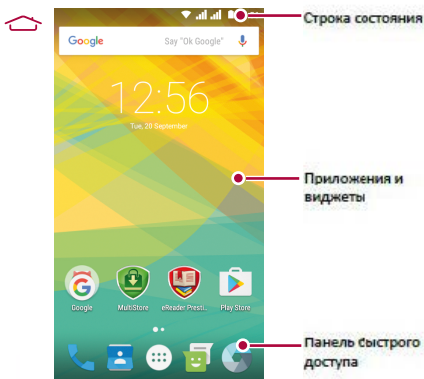 Строка состояния
Google Say "Ok Google"
12:56
Tue, 20 September
Приложения и
виджеты
Google MultiStore eReader Presti... Play Store
Панель быстрого
доступа